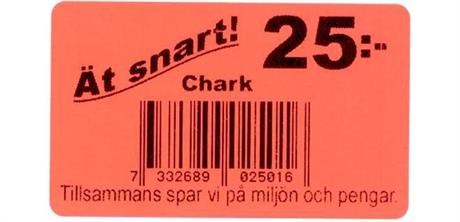 Ät snart! 25:-
Chark
7 332689 025016
Tillsammans spar vi på miljön och pengar.